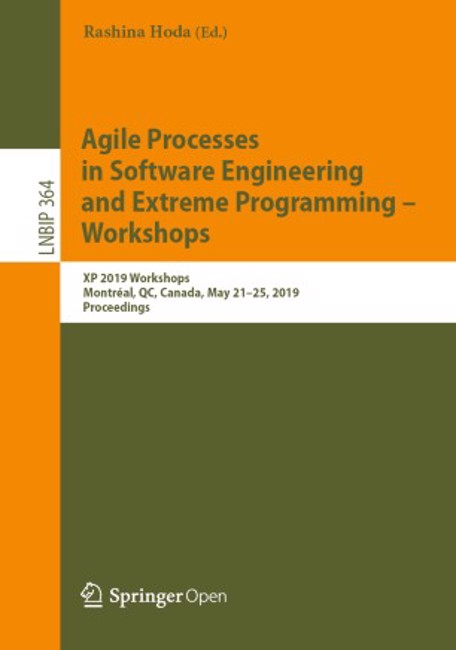 Rashina Hoda (Ed.)
Agile Processes
in Software Engineering
and Extreme Programming –
Workshops
LNBIP 364
XP 2019 Workshops
Montréal, QC, Canada, May 21–25, 2019
Proceedings
Springer Open